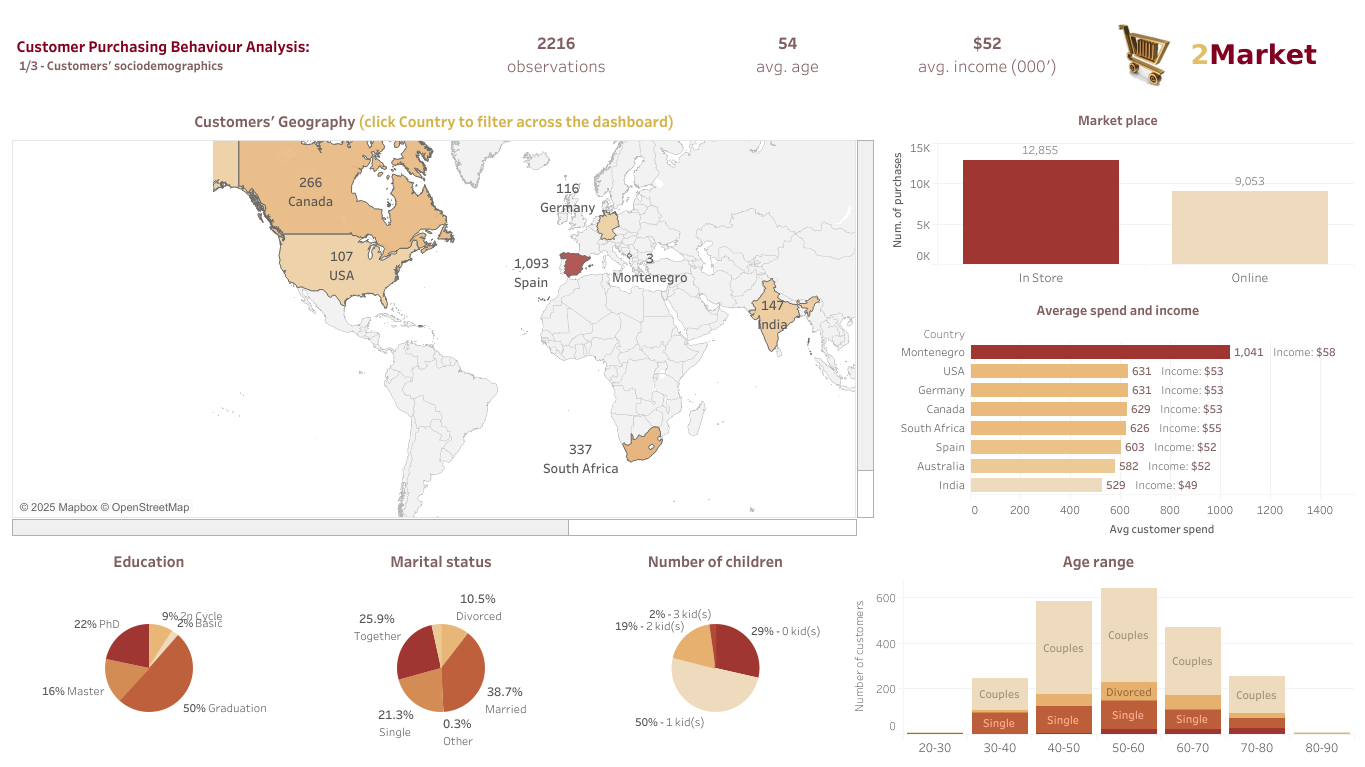 Customer Purchasing Behaviour Analysis:
1/3 - Customers' sociodemographics
2216
observations
54
avg. age
$52
avg. income (000')
2Market
Customers' Geography (click Country to filter across the dashboard)
266
Canada
107
USA
116
Germany
1,093
Spain
3
Montenegro
147
India
337
South Africa
© 2025 Mapbox © OpenStreetMap
Market place
Num. of purchases
15K
10K
5K
0K
12,855
9,053
In Store
Online
Average spend and income
Country
Montenegro 1,041 Income: $58
USA 631 Income: $53
Germany 631 Income: $53
Canada 629 Income: $53
South Africa 626 Income: $55
Spain 603 Income: $52
Australia 582 Income: $52
India 529 Income: $49
0 200 400 600 800 1000 1200 1400
Avg customer spend
Education
9% 2n Cycle
2% Basic
22% PhD
16% Master
50% Graduation
Marital status
10.5%
Divorced
25.9%
Together
38.7%
Married
21.3%
Single
0.3%
Other
Number of children
2% - 3 kid(s)
19% - 2 kid(s)
29% - 0 kid(s)
50% - 1 kid(s)
Age range
Number of customers
600
400
200
0
Couples
Single
Couples
Single
Couples
Divorced
Single
Couples
Single
Couples
20-30 30-40 40-50 50-60 60-70 70-80 80-90